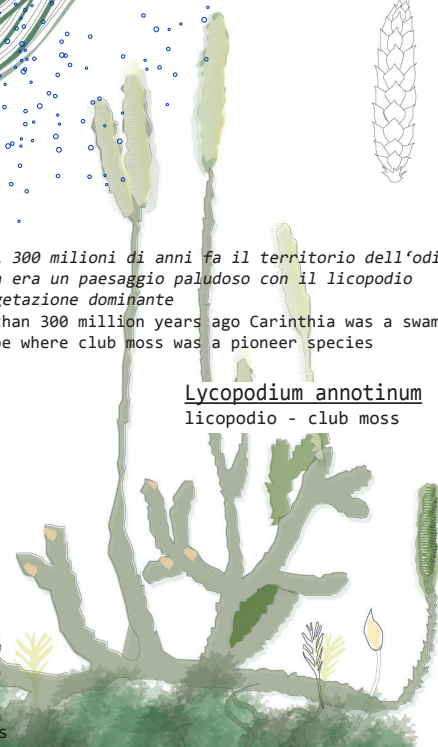 300 milioni di anni fa il territorio dell‘odi
era un paesaggio paludoso con il licopodio
getazione dominante
than 300 million years ago Carinthia was a swam
pe where club moss was a pioneer species
Lycopodium annotinum
licopodio - club moss
s